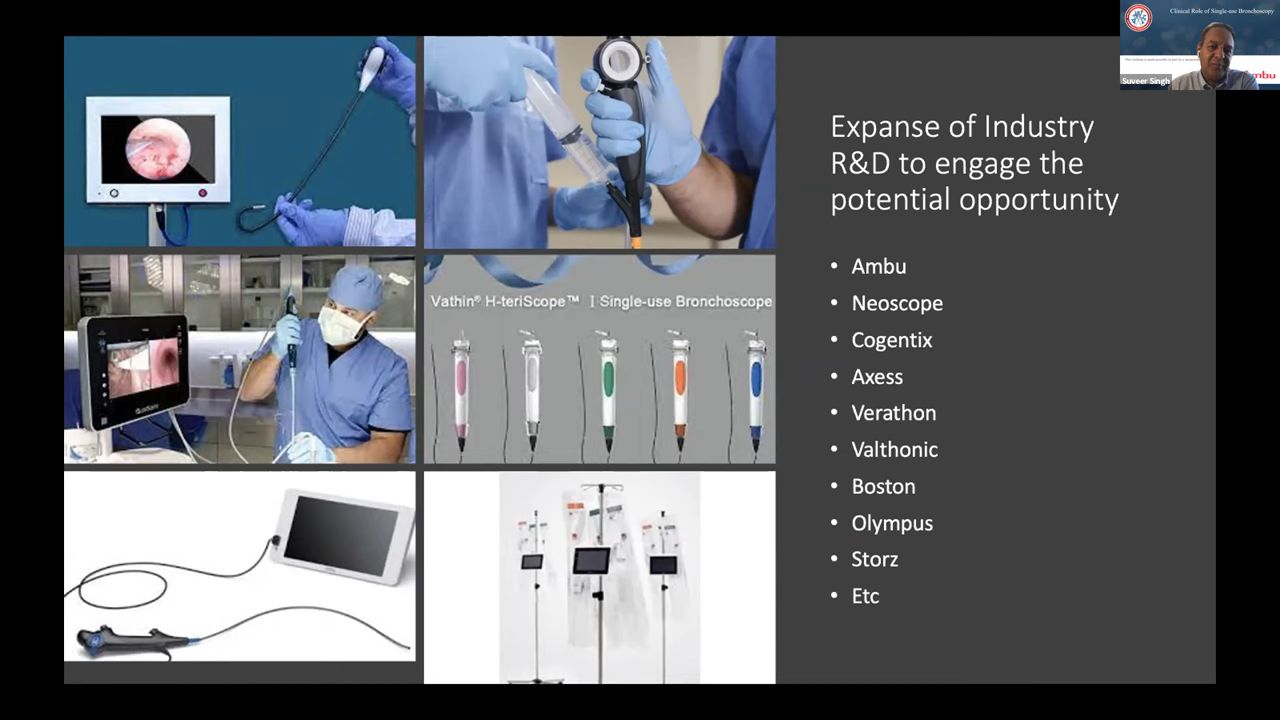 Clinical Role of Single-use Bronchoscopy
Ambu
Suveer Singh
Expanse of Industry
R&D to engage the
potential opportunity
• Ambu
• Neoscope
• Cogentix
• Axess
• Verathon
• Valthonic
• Boston
• Olympus
• Storz
• Etc
Vathin® H-teriScope™ I Single-use Bronchoscope